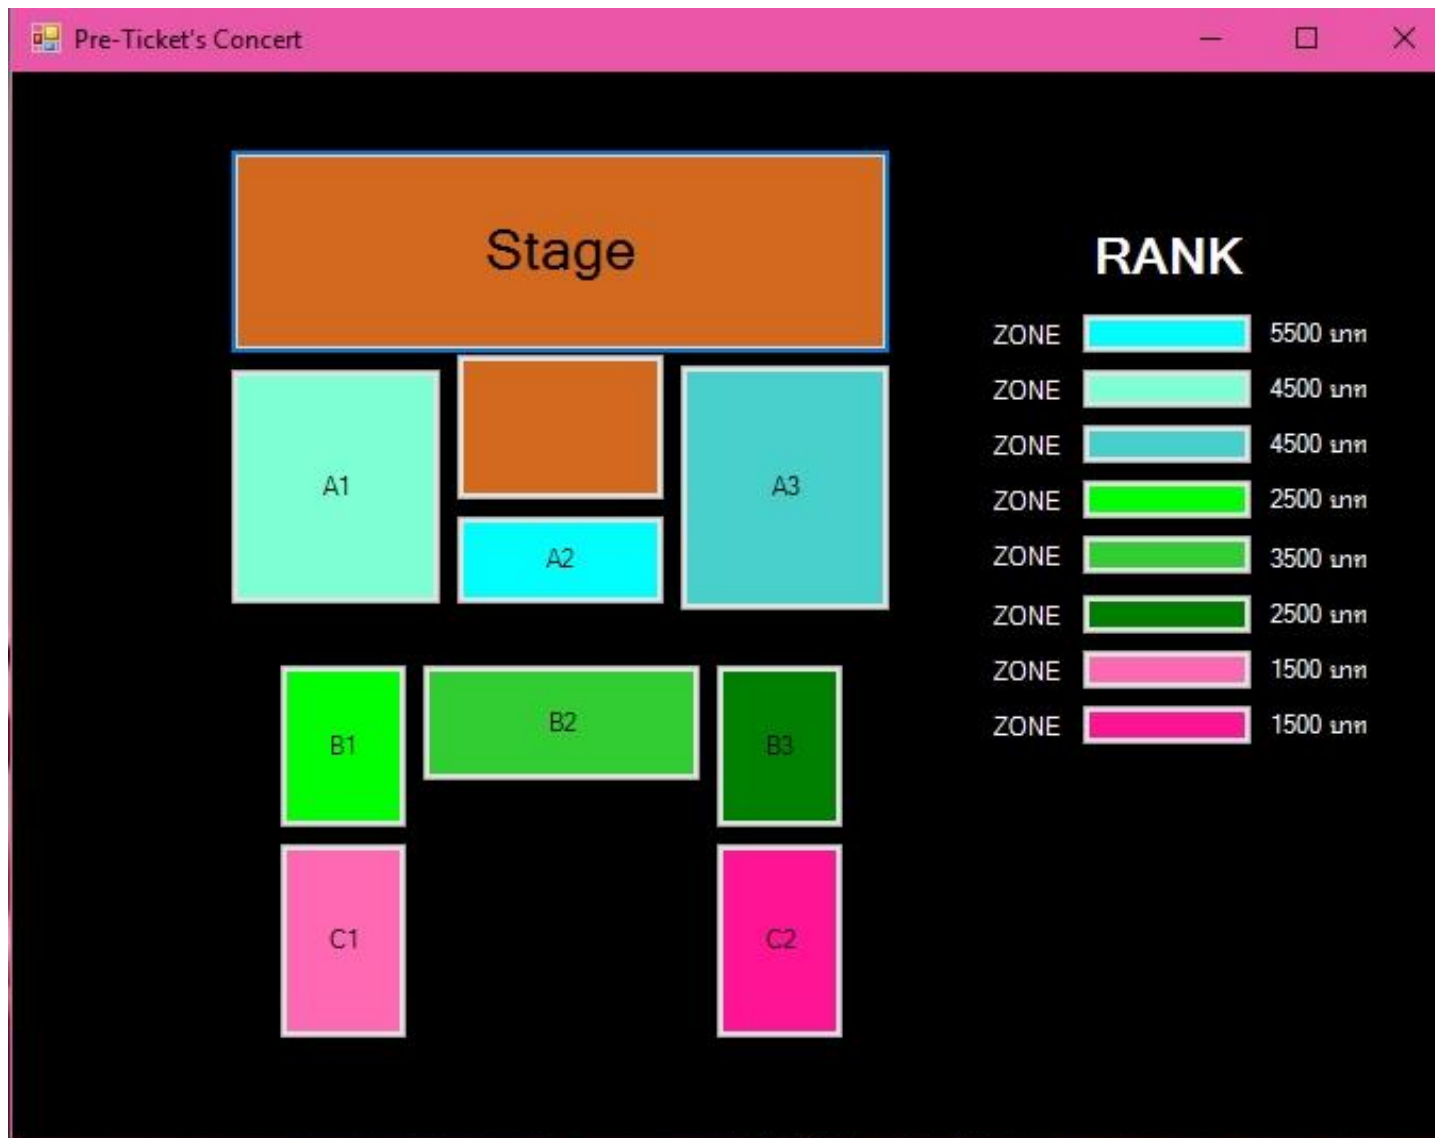 Pre-Ticket's Concert
Stage
RANK
ZONE 5500 บาท
ZONE 4500 บาท
ZONE 4500 บาท
ZONE 2500 บาท
ZONE 3500 บาท
ZONE 2500 บาท
ZONE 1500 บาท
ZONE 1500 บาท
A1
A2
A3
B1
B2
B3
C1
C2